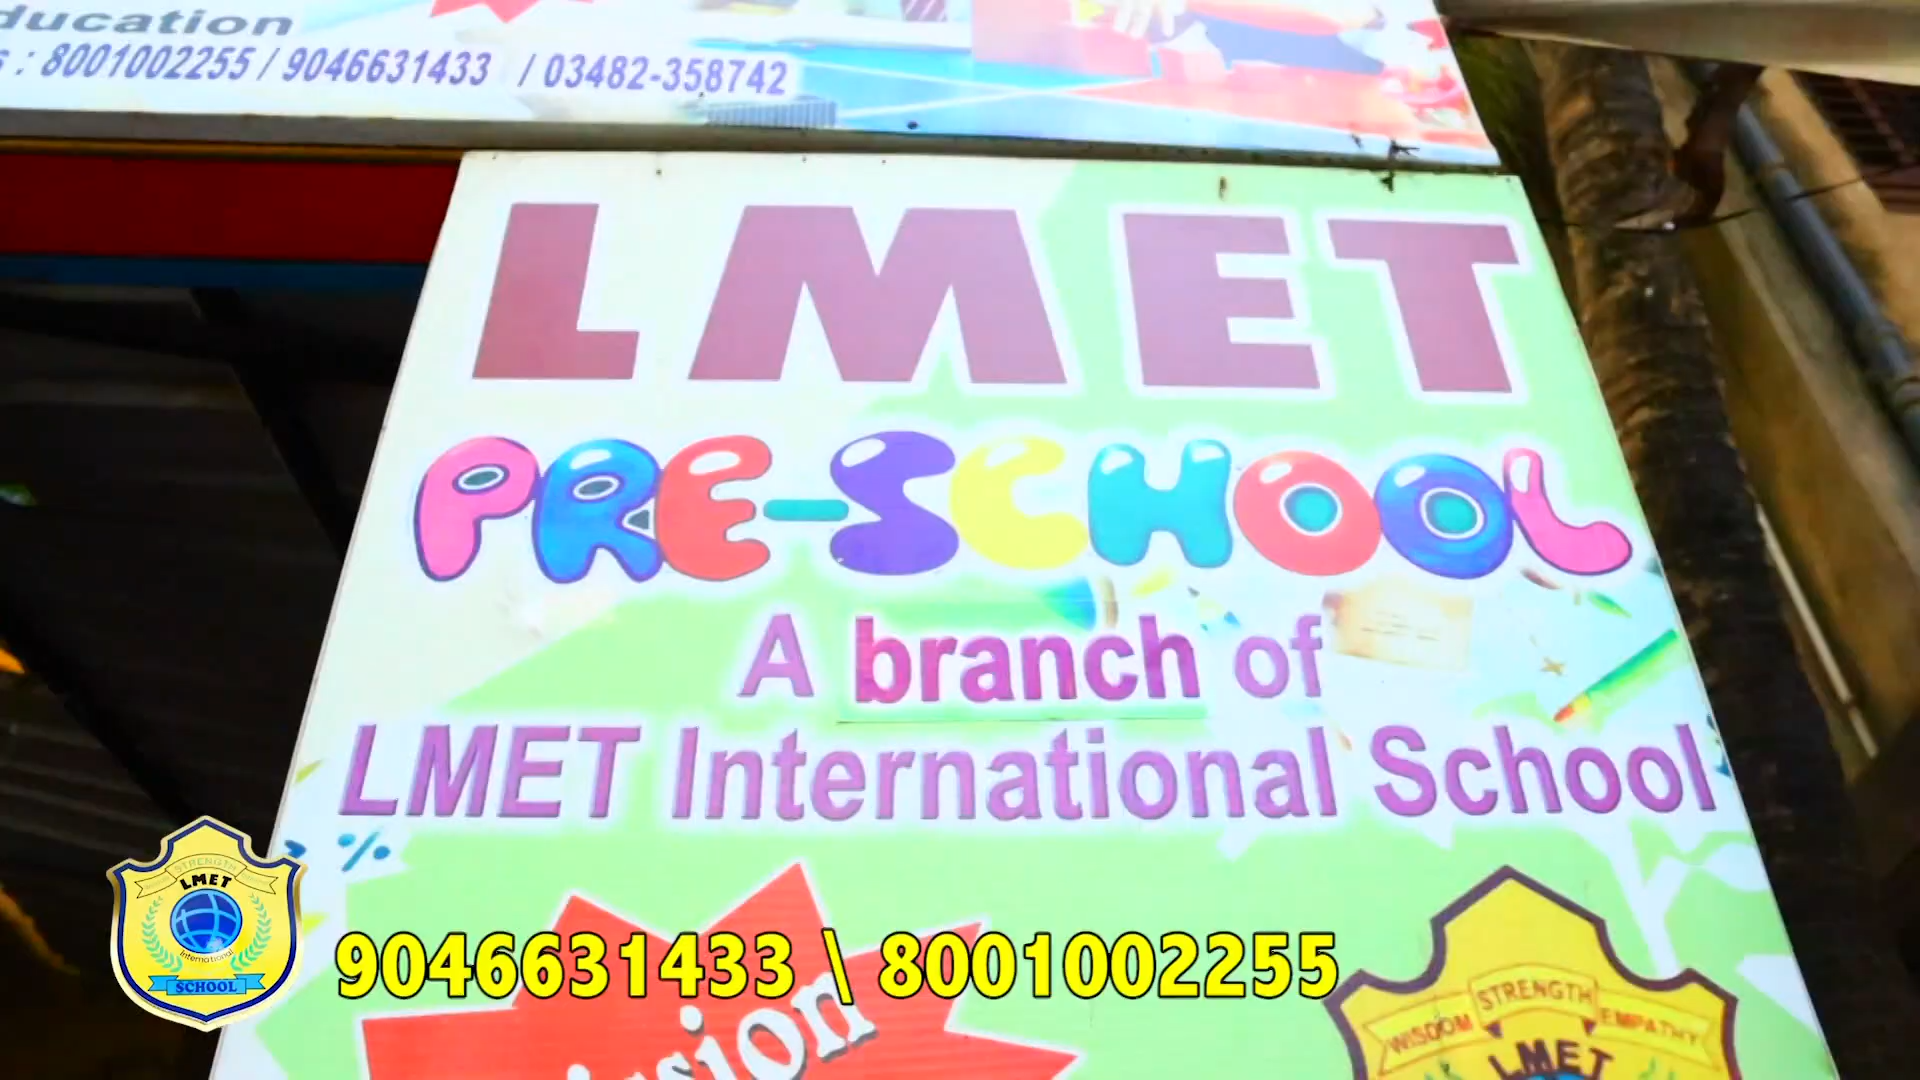 ducation
: 8001002255 / 9046631433 / 03482-358742
LMET
PRE-SCHOOL
A branch of
LMET International School
%
STRENGTH
LMET
International
SCHOOL
9046631433 \ 8001002255
WISDOM STRENGTH EMPATHY
LMET